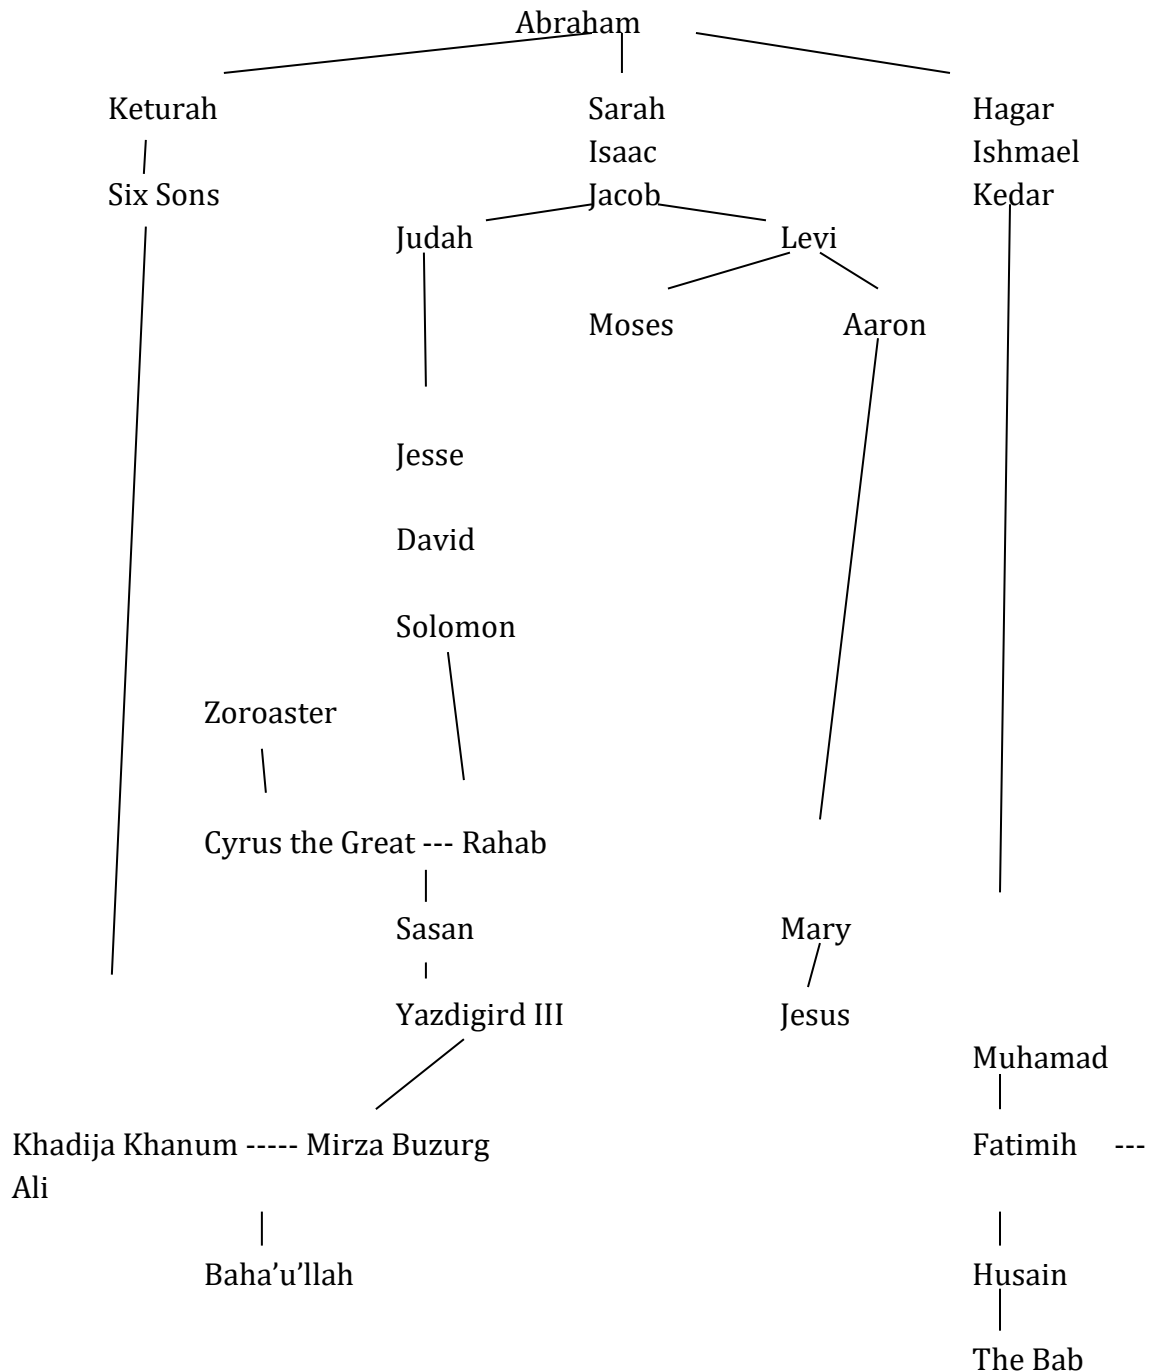 Abraham
Keturah Sarah Hagar
Isaac Ishmael
Six Sons Jacob Kedar
Judah Levi
Moses Aaron
Jesse
David
Solomon
Zoroaster
Cyrus the Great --- Rahab
Sasan Mary
Yazdigird III Jesus
Muhamad
Khadija Khanum ----- Mirza Buzurg Fatimih ---
Ali
Baha’u’llah Husain
The Bab